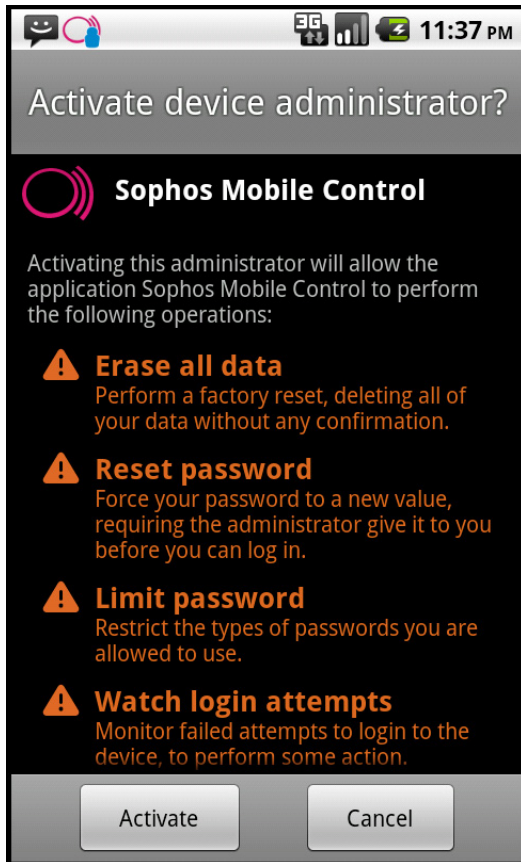 3G 11:37 PM
Activate device administrator?
Sophos Mobile Control
Activating this administrator will allow the
application Sophos Mobile Control to perform
the following operations:
Erase all data
Perform a factory reset, deleting all of
your data without any confirmation.
Reset password
Force your password to a new value,
requiring the administrator give it to you
before you can log in.
Limit password
Restrict the types of passwords you are
allowed to use.
Watch login attempts
Monitor failed attempts to login to the
device, to perform some action.
Activate Cancel